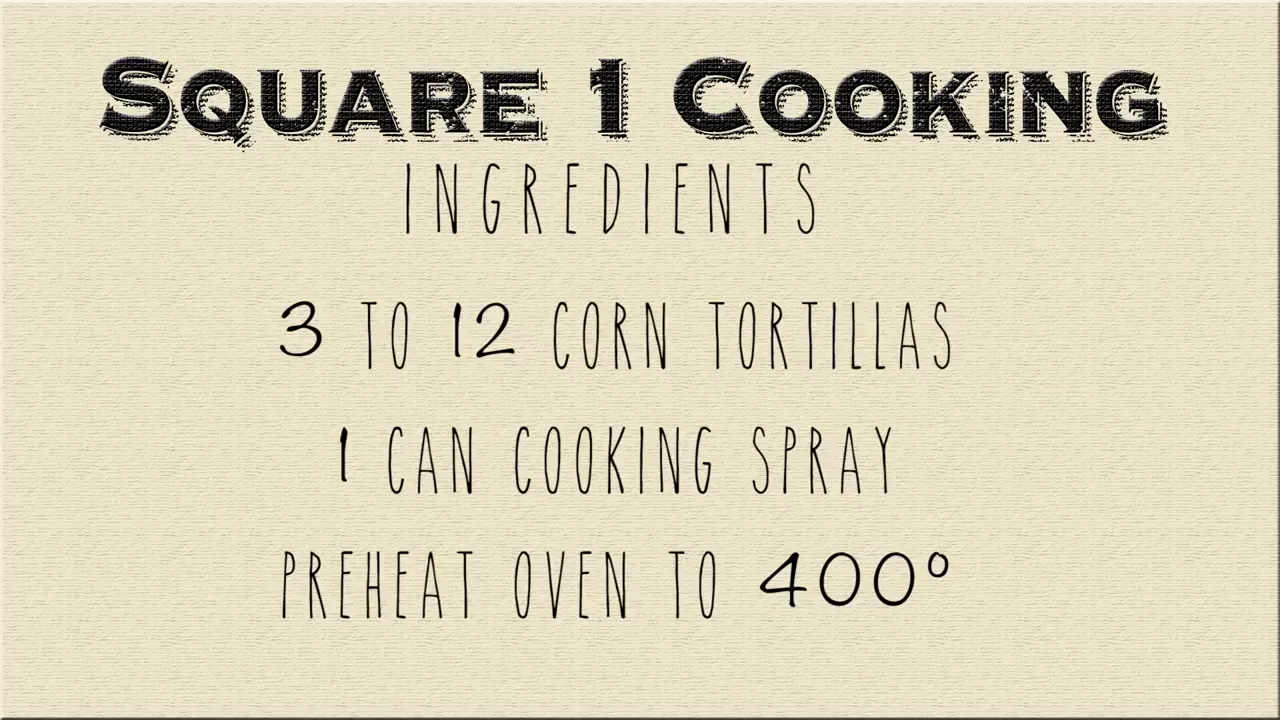 SQUARE 1 COOKING
INGREDIENTS
3 TO 12 CORN TORTILLAS
1 CAN COOKING SPRAY
PREHEAT OVEN TO 400°